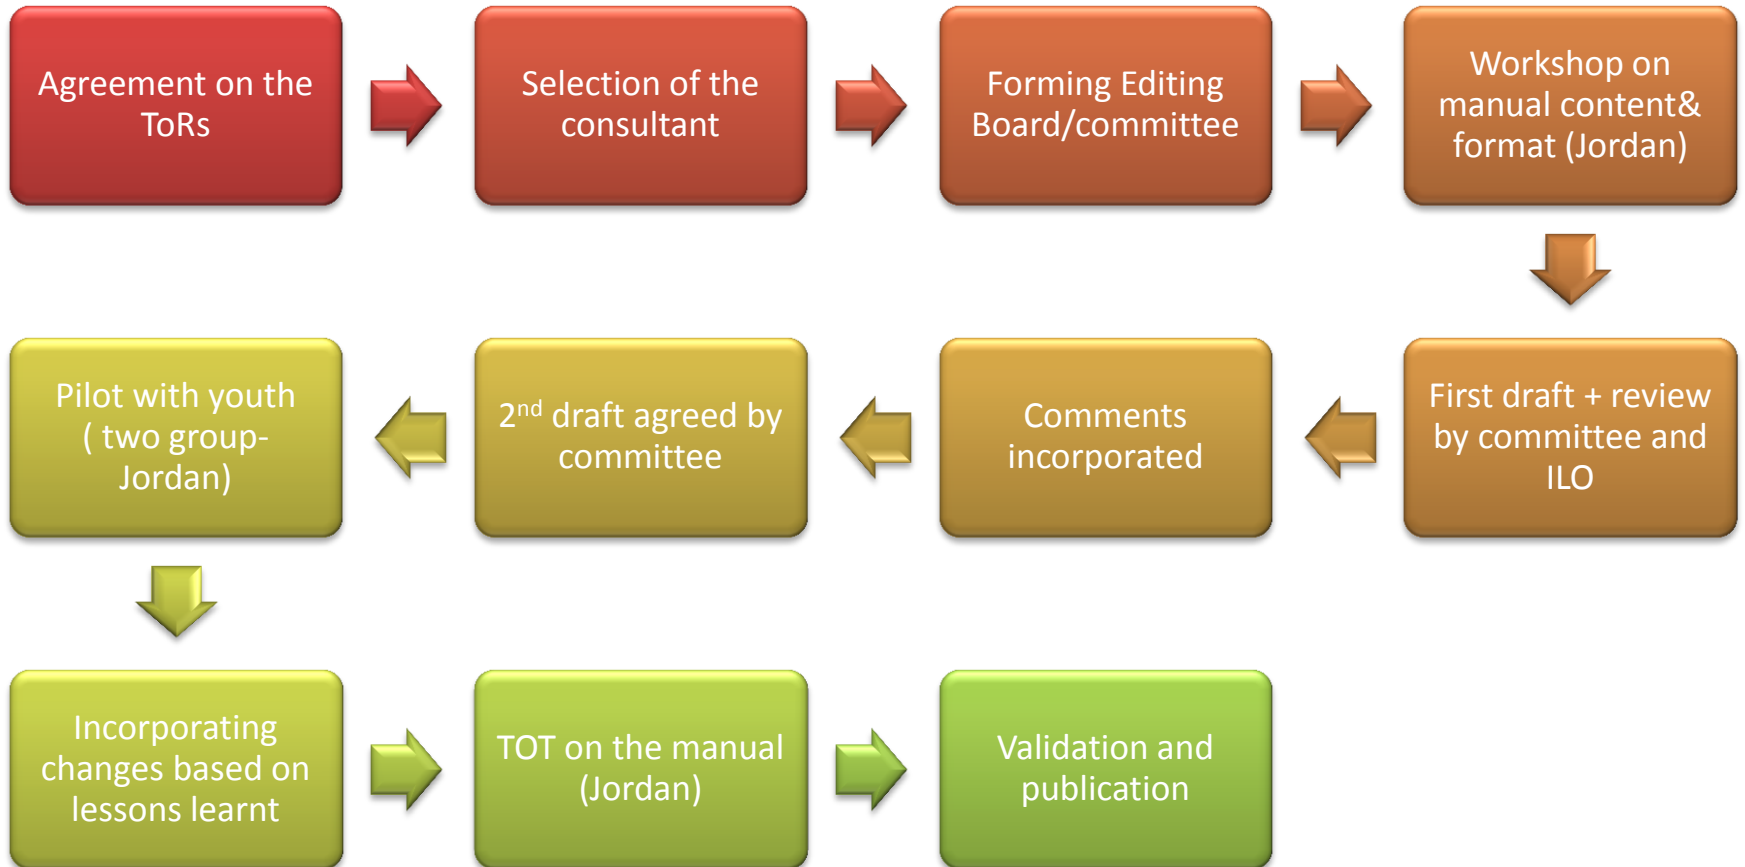 Agreement on the
ToRs
Selection of the
consultant
Forming Editing
Board/committee
Workshop on
manual content&
format (Jordan)
First draft + review
by committee and
ILO
Comments
incorporated
2nd draft agreed by
committee
Pilot with youth
( two group-
Jordan)
Incorporating
changes based on
lessons learnt
TOT on the manual
(Jordan)
Validation and
publication